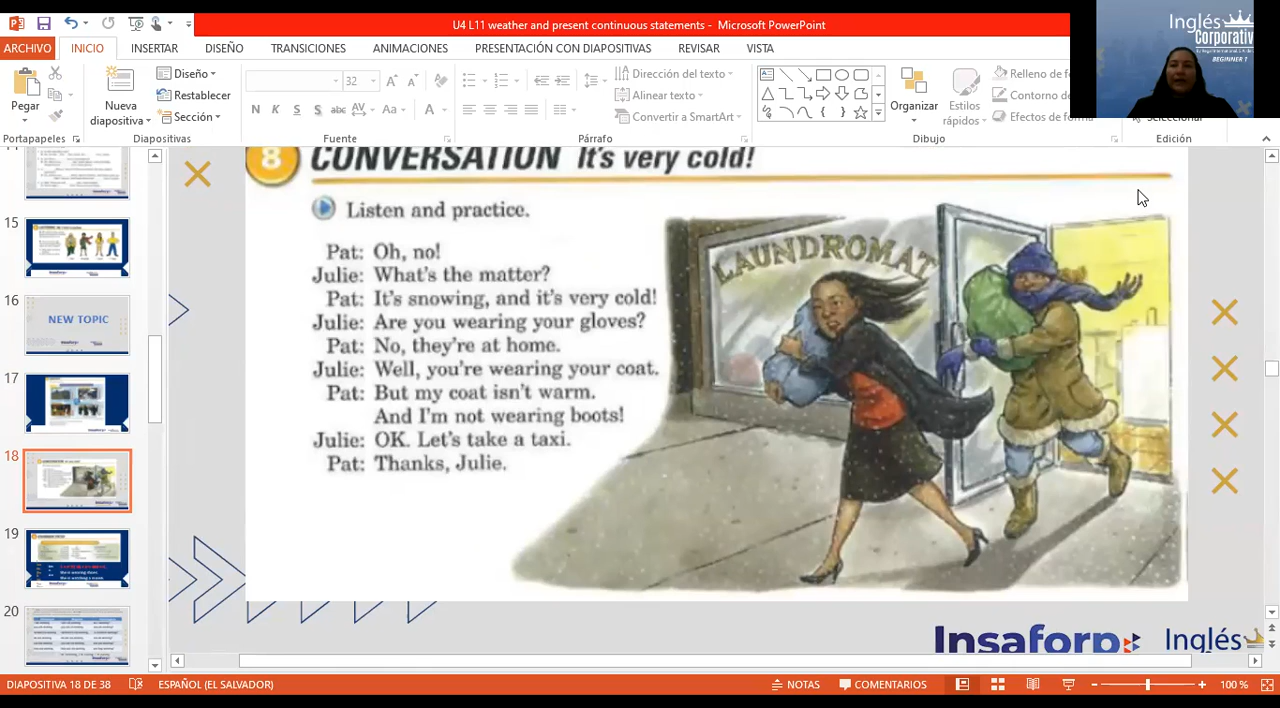 U4 L11 weather and present continuous statements - Microsoft PowerPoint
Inglés
Corporativo
BEGINNER 1
ARCHIVO INICIO INSERTAR DISEÑO TRANSICIONES ANIMACIONES PRESENTACIÓN CON DIAPOSITIVAS REVISAR VISTA
Pegar
Nueva
diapositiva
Diseño
Restablecer
Sección
32
N K S S abc AV Aa A
Dirección del texto
Alinear texto
Convertir a SmartArt
Organizar
Estilos
rápidos
Relleno de f
Contorno de
Efectos de forma
Seleccionar
Portapapeles Diapositivas Fuente Párrafo Dibujo Edición
15
16
NEW TOPIC
17
18
19
20
8 CONVERSATION It's very cold!
Listen and practice.
Pat: Oh, no!
Julie: What's the matter?
Pat: It's snowing, and it's very cold!
Julie: Are you wearing your gloves?
Pat: No, they're at home.
Julie: Well, you're wearing your coat.
Pat: But my coat isn't warm.
And I'm not wearing boots!
Julie: OK. Let's take a taxi.
Pat: Thanks, Julie.
LAUNDROMAT
Insaforp Inglés
DIAPOSITIVA 18 DE 38 ESPAÑOL (EL SALVADOR) NOTAS COMENTARIOS 100 %